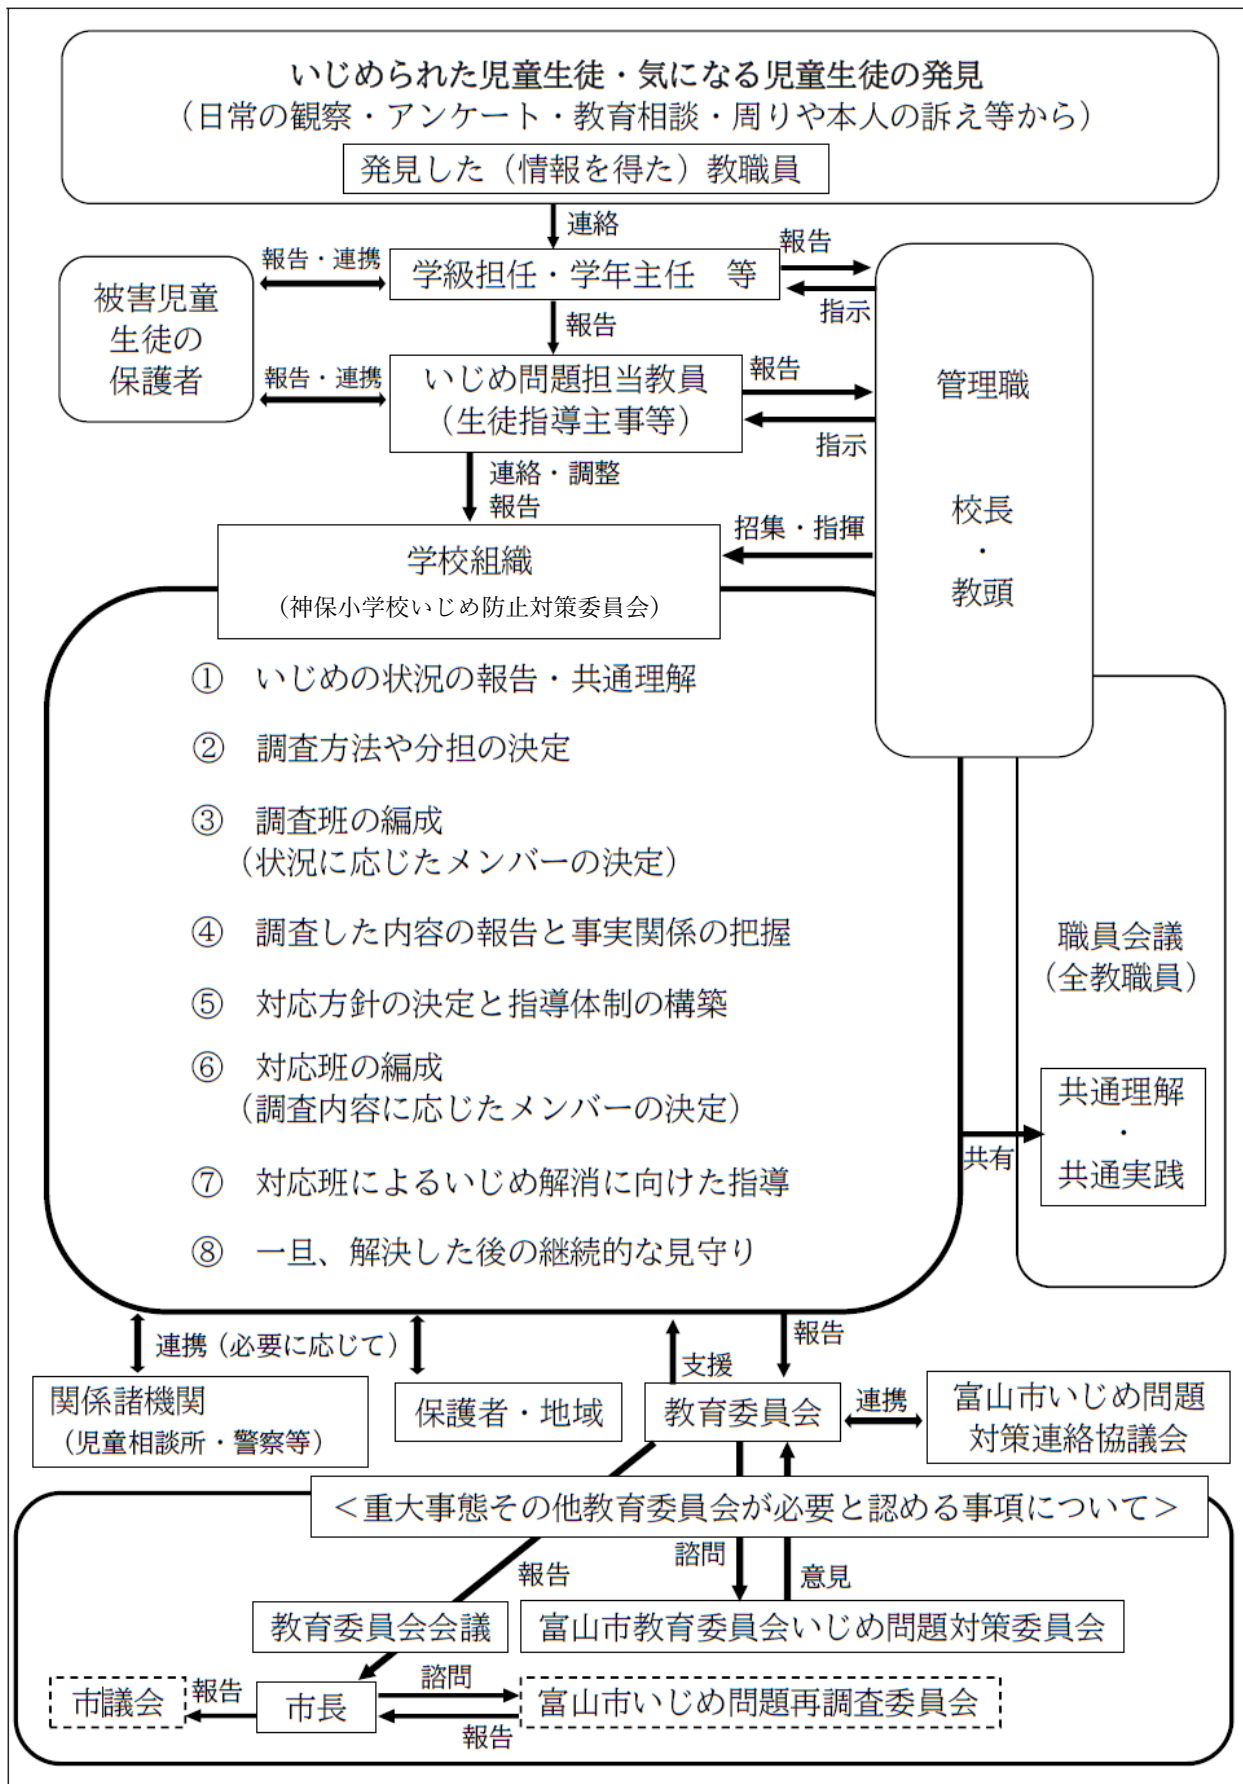 いじめられた児童生徒・気になる児童生徒の発見
（日常の観察・アンケート・教育相談・周りや本人の訴え等から）
発見した（情報を得た）教職員
連絡
報告・連携
学級担任・学年主任　等
報告
指示
被害児童
生徒の
保護者
報告
報告・連携
いじめ問題担当教員
（生徒指導主事等）
報告
指示
管理職
校長
・
教頭
連絡・調整
報告
招集・指揮
学校組織
（神保小学校いじめ防止対策委員会）
①　いじめの状況の報告・共通理解
②　調査方法や分担の決定
③　調査班の編成
（状況に応じたメンバーの決定）
④　調査した内容の報告と事実関係の把握
⑤　対応方針の決定と指導体制の構築
⑥　対応班の編成
（調査内容に応じたメンバーの決定）
⑦　対応班によるいじめ解消に向けた指導
⑧　一旦、解決した後の継続的な見守り
職員会議
（全教職員）
共有
共通理解
・
共通実践
連携（必要に応じて）
支援
報告
関係諸機関
（児童相談所・警察等）
保護者・地域
教育委員会
連携
富山市いじめ問題
対策連絡協議会
＜重大事態その他教育委員会が必要と認める事項について＞
報告
諮問
意見
教育委員会会議
富山市教育委員会いじめ問題対策委員会
市議会
報告
市長
諮問
報告
富山市いじめ問題再調査委員会